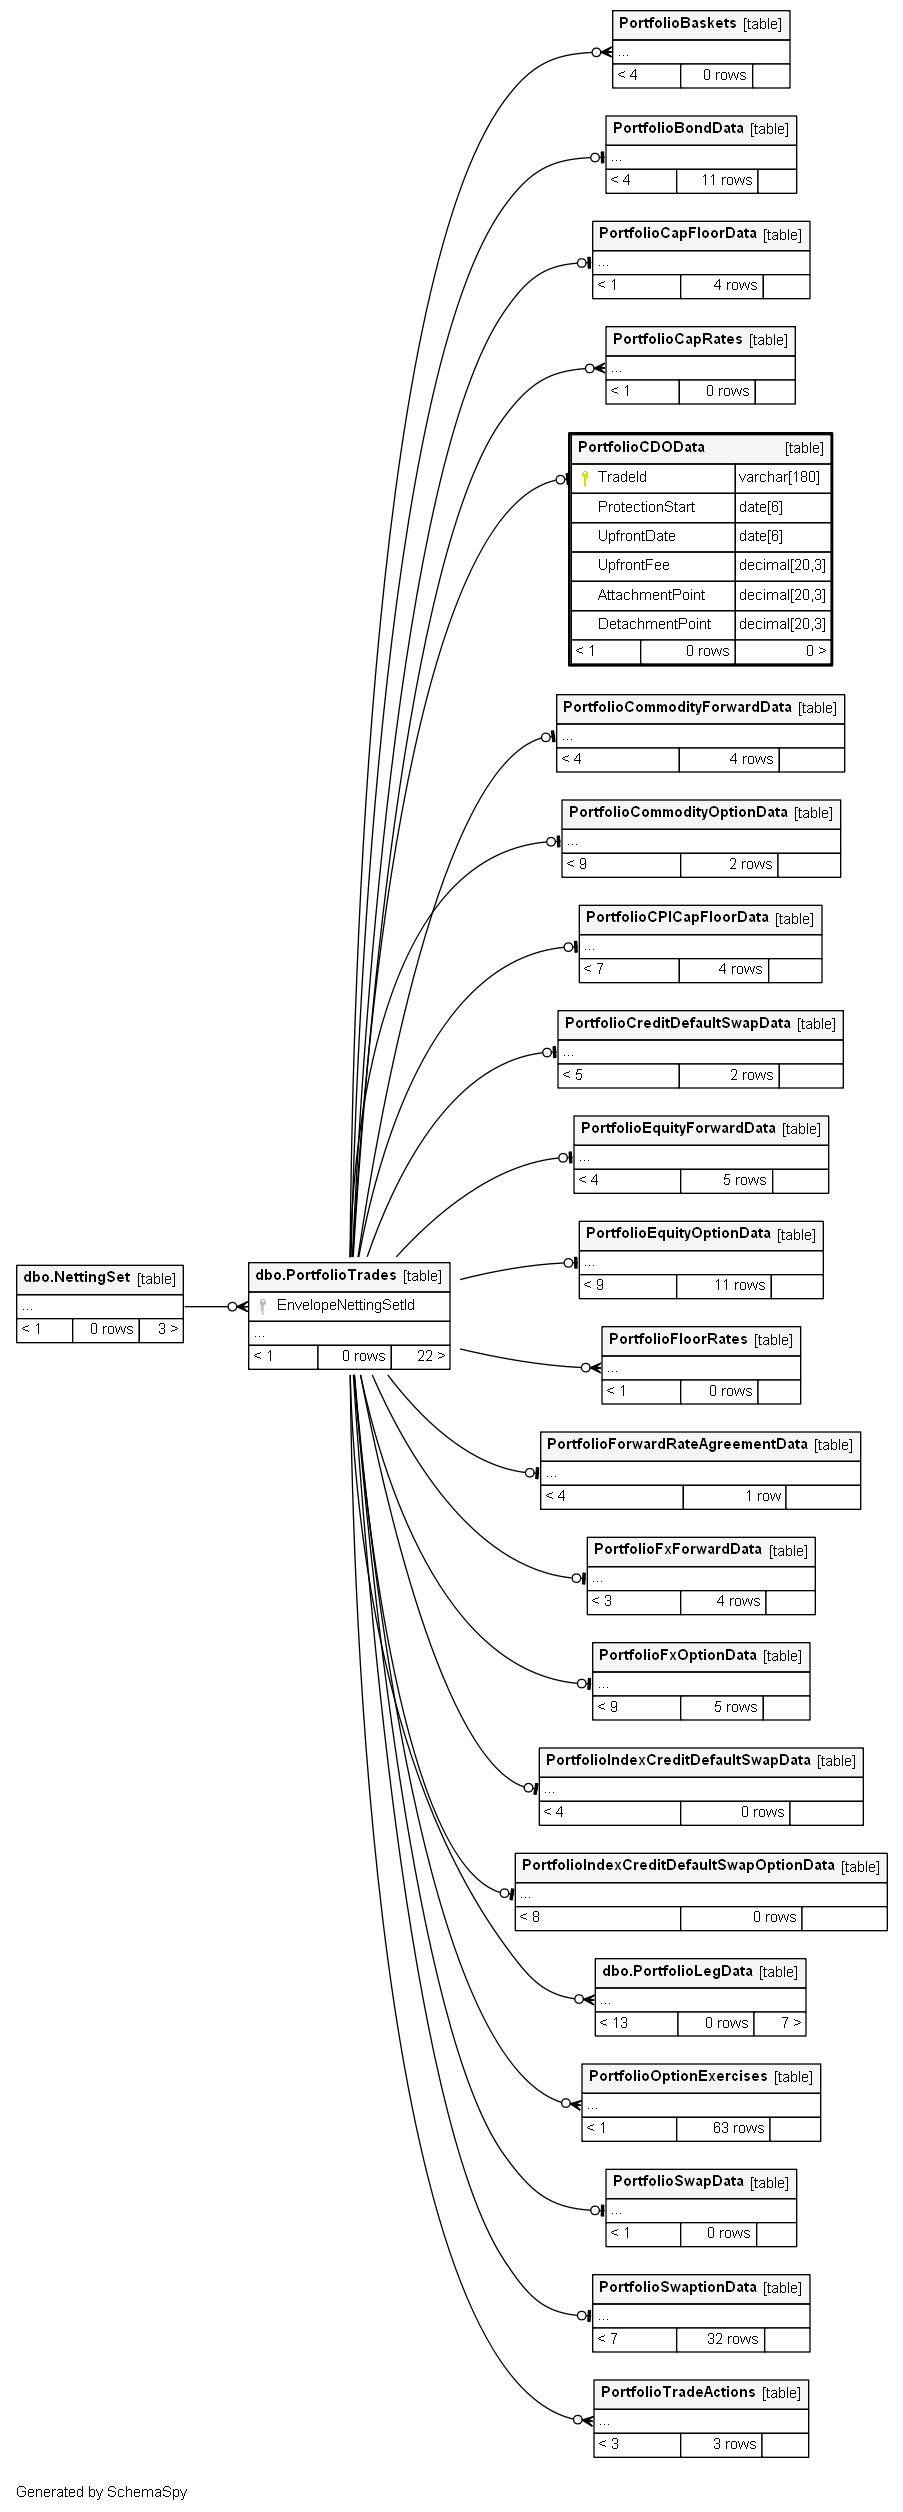 PortfolioBaskets [table]
...
< 4 0 rows
PortfolioBondData [table]
...
< 4 11 rows
PortfolioCapFloorData [table]
...
< 1 4 rows
PortfolioCapRates [table]
...
< 1 0 rows
PortfolioCDOData [table]
TradeId varchar[180]
ProtectionStart date[6]
UpfrontDate date[6]
UpfrontFee decimal[20,3]
AttachmentPoint decimal[20,3]
DetachmentPoint decimal[20,3]
< 1 0 rows 0 >
PortfolioCommodityForwardData [table]
...
< 4 4 rows
PortfolioCommodityOptionData [table]
...
< 9 2 rows
PortfolioCPICapFloorData [table]
...
< 7 4 rows
PortfolioCreditDefaultSwapData [table]
...
< 5 2 rows
PortfolioEquityForwardData [table]
...
< 4 5 rows
PortfolioEquityOptionData [table]
...
< 9 11 rows
dbo.NettingSet [table]
...
< 1 0 rows 3 >
dbo.PortfolioTrades [table]
EnvelopeNettingSetId
...
< 1 0 rows 22 >
PortfolioFloorRates [table]
...
< 1 0 rows
PortfolioForwardRateAgreementData [table]
...
< 4 1 row
PortfolioFxForwardData [table]
...
< 3 4 rows
PortfolioFxOptionData [table]
...
< 9 5 rows
PortfolioIndexCreditDefaultSwapData [table]
...
< 4 0 rows
PortfolioIndexCreditDefaultSwapOptionData [table]
...
< 8 0 rows
dbo.PortfolioLegData [table]
...
< 13 0 rows 7 >
PortfolioOptionExercises [table]
...
< 1 63 rows
PortfolioSwapData [table]
...
< 1 0 rows
PortfolioSwaptionData [table]
...
< 7 32 rows
PortfolioTradeActions [table]
...
< 3 3 rows
Generated by SchemaSpy